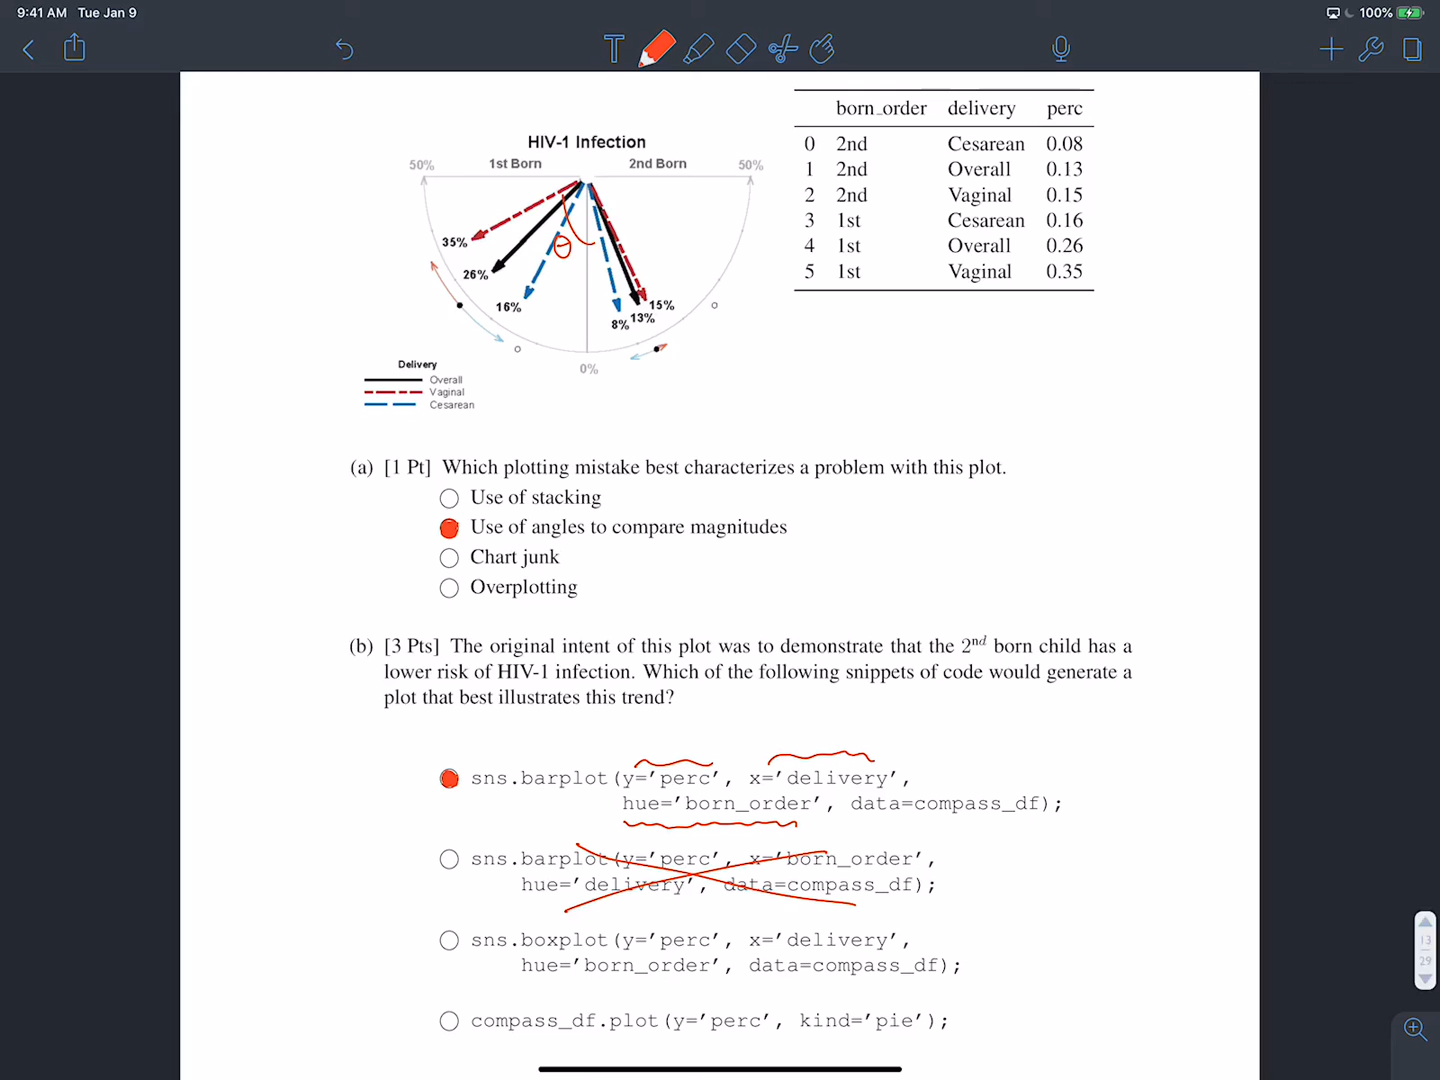 9:41 AM Tue Jan 9
100%
born_order delivery perc
0 2nd Cesarean 0.08
1 2nd Overall 0.13
2 2nd Vaginal 0.15
3 1st Cesarean 0.16
4 1st Overall 0.26
5 1st Vaginal 0.35
HIV-1 Infection
50% 1st Born 2nd Born 50%
35%
26%
16%
15%
13%
8%
0%
Delivery
Overall
Vaginal
Cesarean
(a) [1 Pt] Which plotting mistake best characterizes a problem with this plot.
Use of stacking
Use of angles to compare magnitudes
Chart junk
Overplotting
(b) [3 Pts] The original intent of this plot was to demonstrate that the 2nd born child has a
lower risk of HIV-1 infection. Which of the following snippets of code would generate a
plot that best illustrates this trend?
sns.barplot(y='perc', x='delivery',
hue='born_order', data=compass_df);
sns.barplot(y='perc', x='born_order',
hue='delivery', data=compass_df);
sns.boxplot(y='perc', x='delivery',
hue='born_order', data=compass_df);
compass_df.plot(y='perc', kind='pie');
13
29